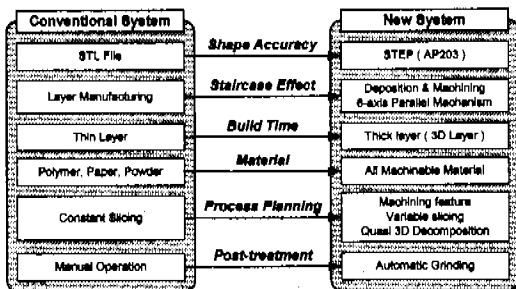 Conventional System
New System
STL File
Shape Accuracy
STEP ( AP203 )
Layer Manufacturing
Staircase Effect
Deposition & Machining
6-axis Parallel Mechanism
Thin Layer
Build Time
Thick layer ( 3D Layer )
Polymer, Paper, Powder
Material
All Machinable Material
Constant Slicing
Process Planning
Machining feature
Variable slicing
Quasi 3D Decomposition
Manual Operation
Post-treatment
Automatic Grinding